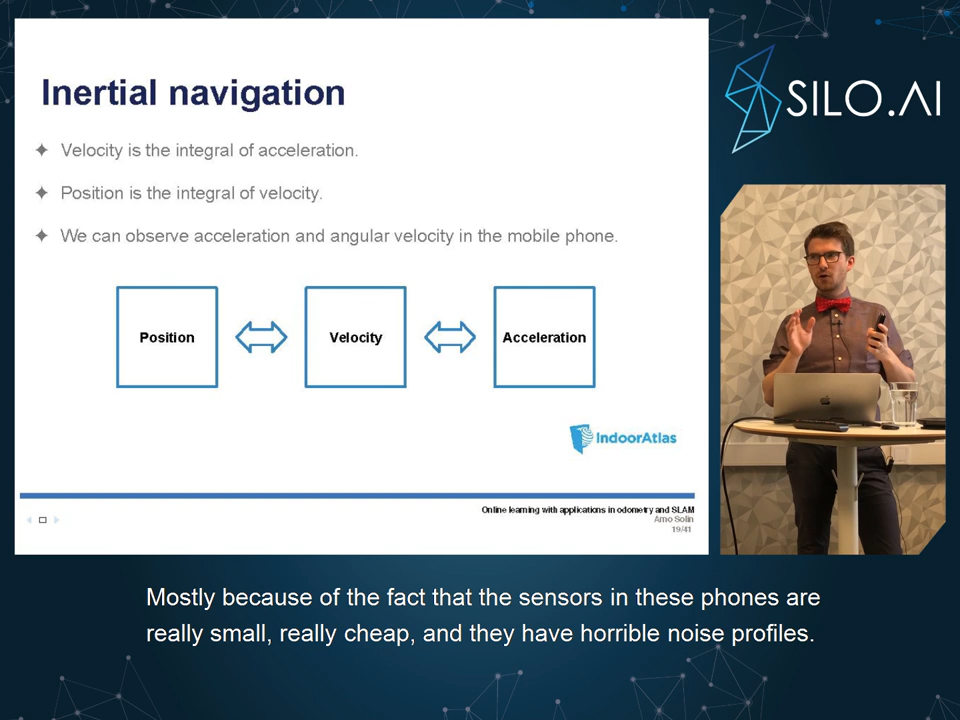 Inertial navigation
Velocity is the integral of acceleration.
Position is the integral of velocity.
We can observe acceleration and angular velocity in the mobile phone.
Position
Velocity
Acceleration
IndoorAtlas
Online learning with applications in odometry and SLAM
Arno Solin
19/41
SILO.AI
Mostly because of the fact that the sensors in these phones are
really small, really cheap, and they have horrible noise profiles.